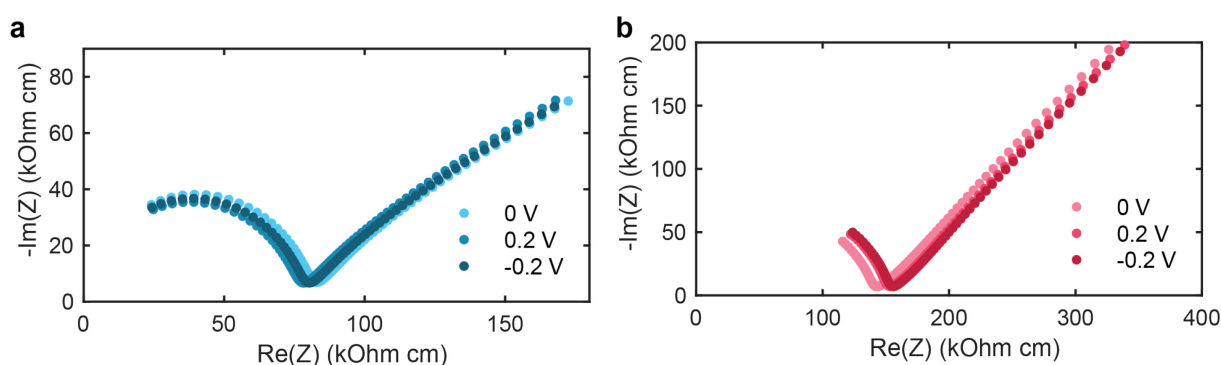 a
-Im(Z) (kOhm cm)
80
60
40
20
0
0 50 100 150
Re(Z) (kOhm cm)
0 V
0.2 V
-0.2 V
b
-Im(Z) (kOhm cm)
200
150
100
50
0
0 100 200 300 400
Re(Z) (kOhm cm)
0 V
0.2 V
-0.2 V